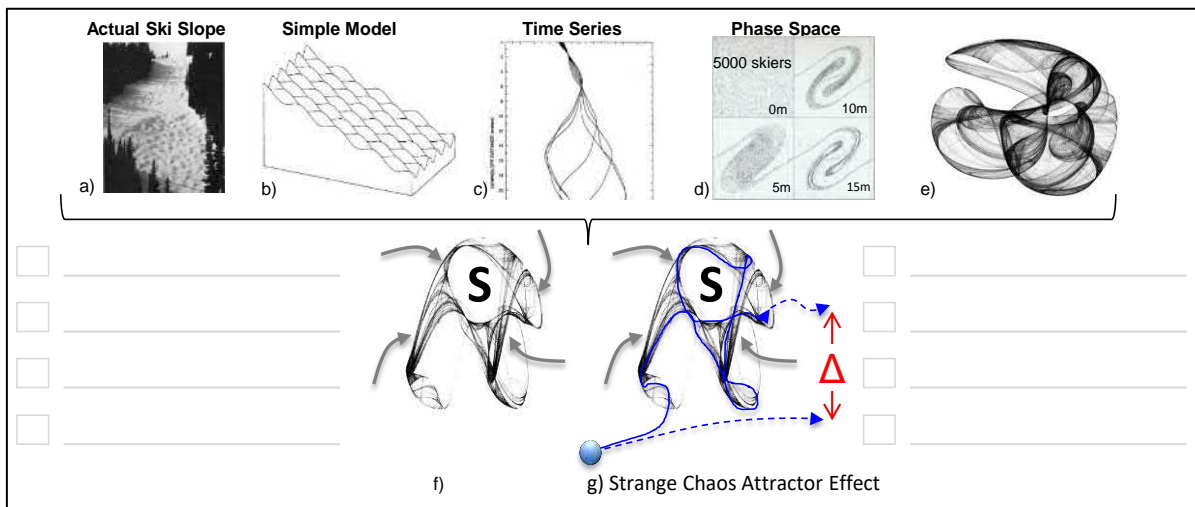 Actual Ski Slope
Simple Model
Time Series
Phase Space
5000 skiers
0m
10m
5m
15m
a)
b)
c)
d)
e)
S
S
Δ
f)
g) Strange Chaos Attractor Effect